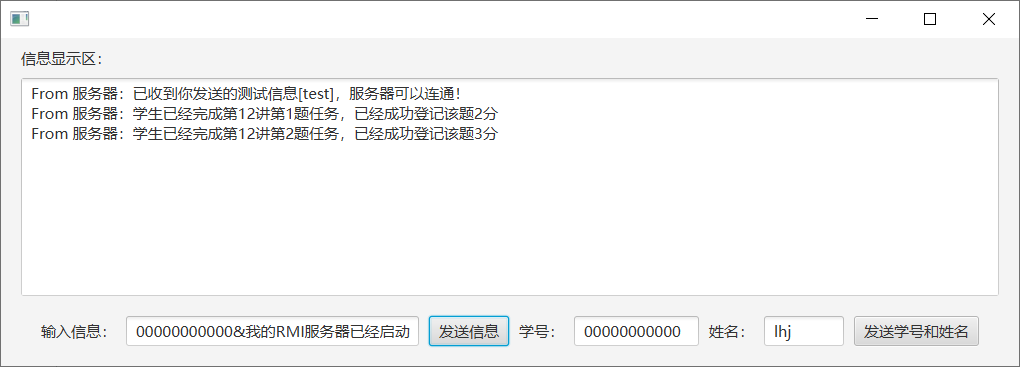 信息显示区：
From 服务器：已收到你发送的测试信息[test]，服务器可以连通！
From 服务器：学生已经完成第12讲第1题任务，已经成功登记该题2分
From 服务器：学生已经完成第12讲第2题任务，已经成功登记该题3分
输入信息： 00000000000&我的RMI服务器已经启动 发送信息 学号： 00000000000 姓名： lhj 发送学号和姓名